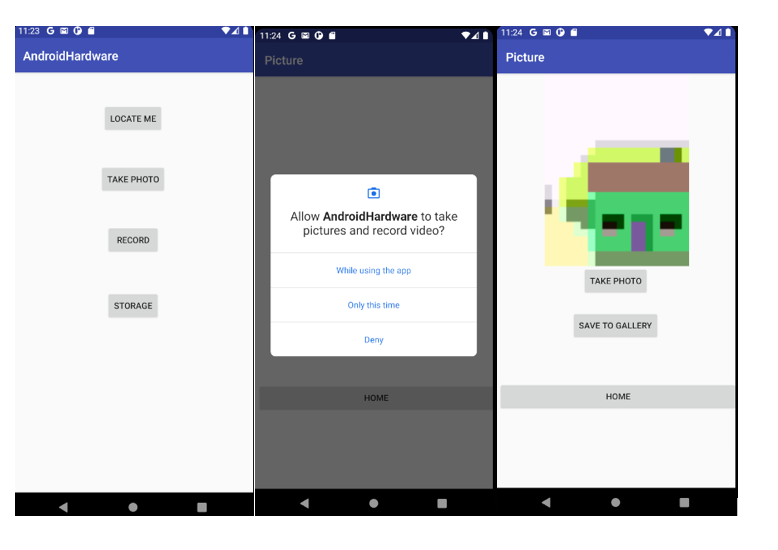 11:23 G
AndroidHardware
LOCATE ME
TAKE PHOTO
RECORD
STORAGE
11:24 G
Picture
Allow AndroidHardware to take
pictures and record video?
While using the app
Only this time
Deny
HOME
11:24 G
Picture
TAKE PHOTO
SAVE TO GALLERY
HOME